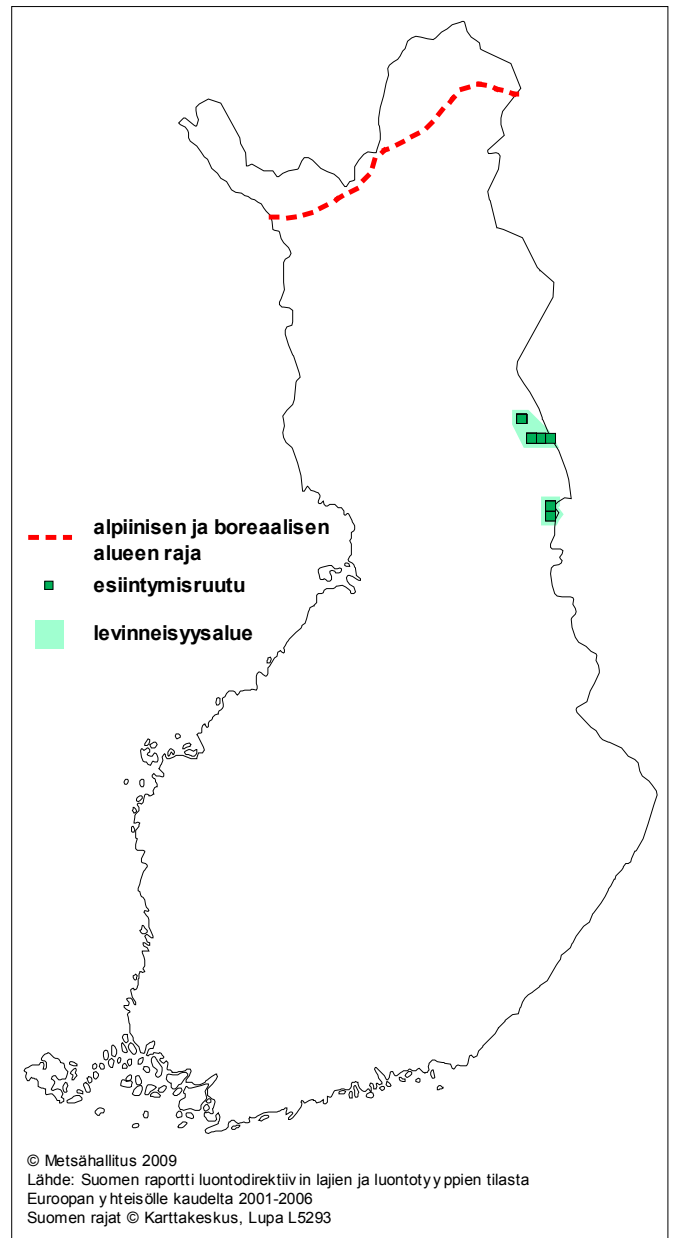 alpiinisen ja boreaalisen
alueen raja
esiintymisruutu
levinneisyysalue
© Metsähallitus 2009
Lähde: Suomen raportti luontodirektiivin lajien ja luontotyyppien tilasta
Euroopan yhteisölle kaudelta 2001-2006
Suomen rajat © Karttakeskus, Lupa L5293